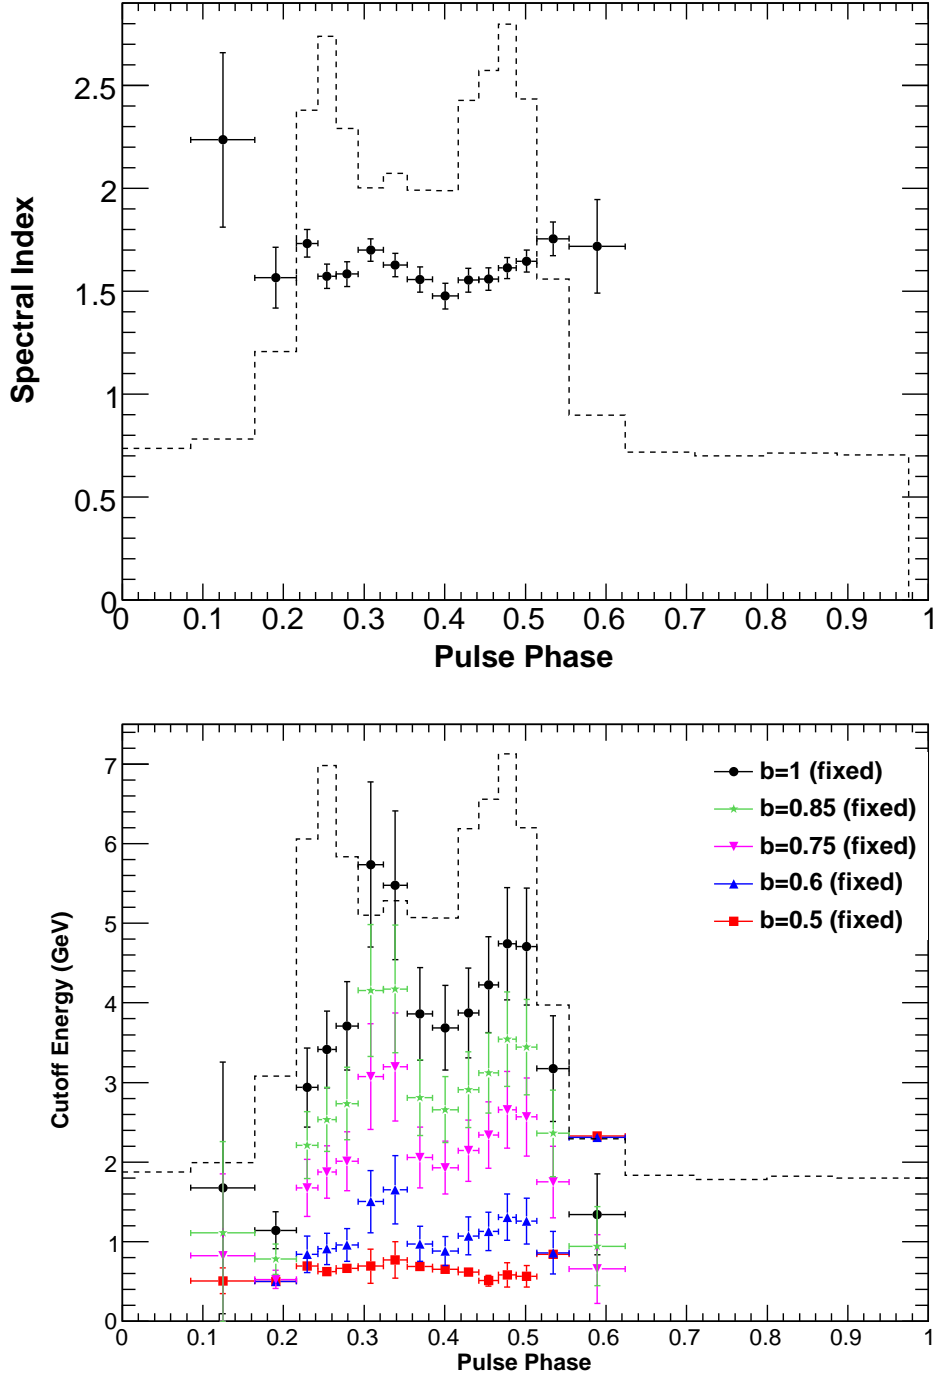 2.5
2
1.5
1
0.5
0
Spectral Index
0 0.1 0.2 0.3 0.4 0.5 0.6 0.7 0.8 0.9 1
Pulse Phase
7
6
5
4
3
2
1
0
Cutoff Energy (GeV)
b=1 (fixed)
b=0.85 (fixed)
b=0.75 (fixed)
b=0.6 (fixed)
b=0.5 (fixed)
0 0.1 0.2 0.3 0.4 0.5 0.6 0.7 0.8 0.9 1
Pulse Phase